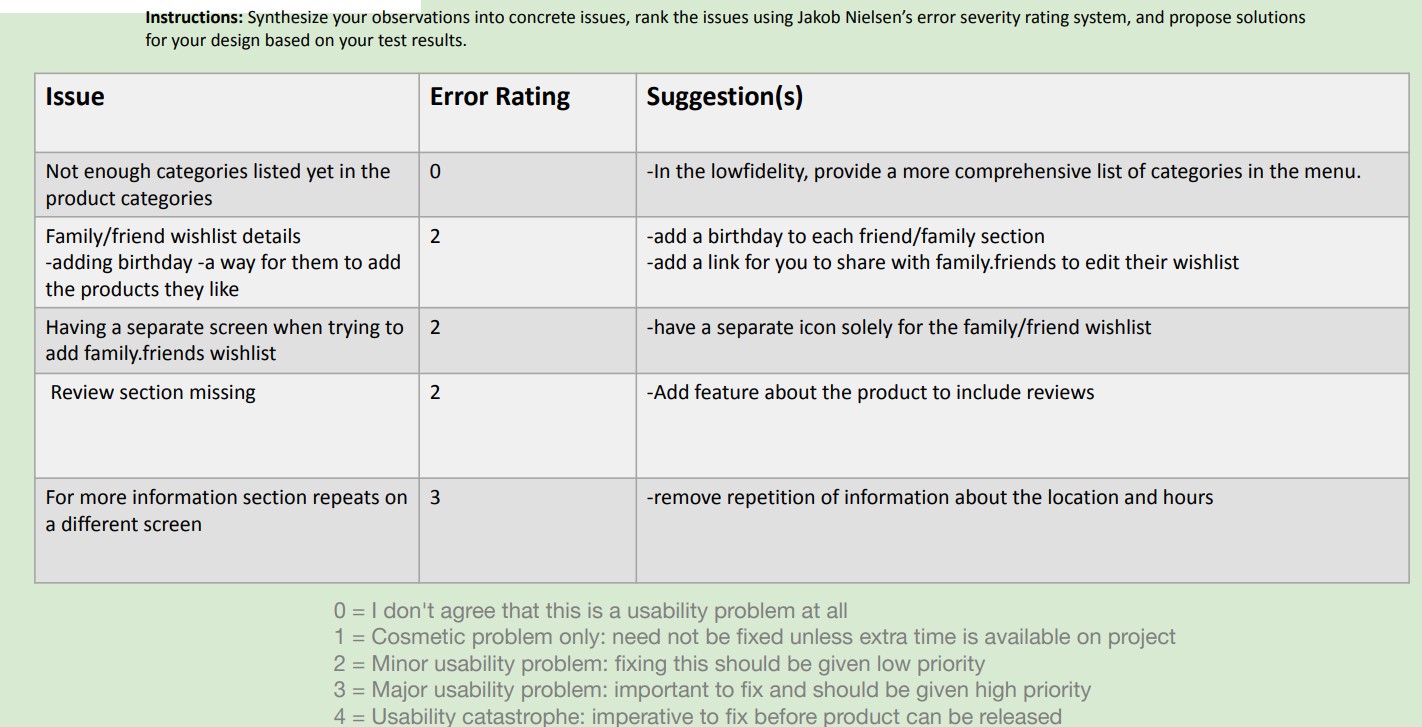 Instructions: Synthesize your observations into concrete issues, rank the issues using Jakob Nielsen’s error severity rating system, and propose solutions
for your design based on your test results.
Issue
Error Rating
Suggestion(s)
Not enough categories listed yet in the
product categories
0
-In the lowfidelity, provide a more comprehensive list of categories in the menu.
Family/friend wishlist details
-adding birthday -a way for them to add
the products they like
2
-add a birthday to each friend/family section
-add a link for you to share with family.friends to edit their wishlist
Having a separate screen when trying to
add family.friends wishlist
2
-have a separate icon solely for the family/friend wishlist
Review section missing
2
-Add feature about the product to include reviews
For more information section repeats on
a different screen
3
-remove repetition of information about the location and hours
0 = I don't agree that this is a usability problem at all
1 = Cosmetic problem only: need not be fixed unless extra time is available on project
2 = Minor usability problem: fixing this should be given low priority
3 = Major usability problem: important to fix and should be given high priority
4 = Usability catastrophe: imperative to fix before product can be released